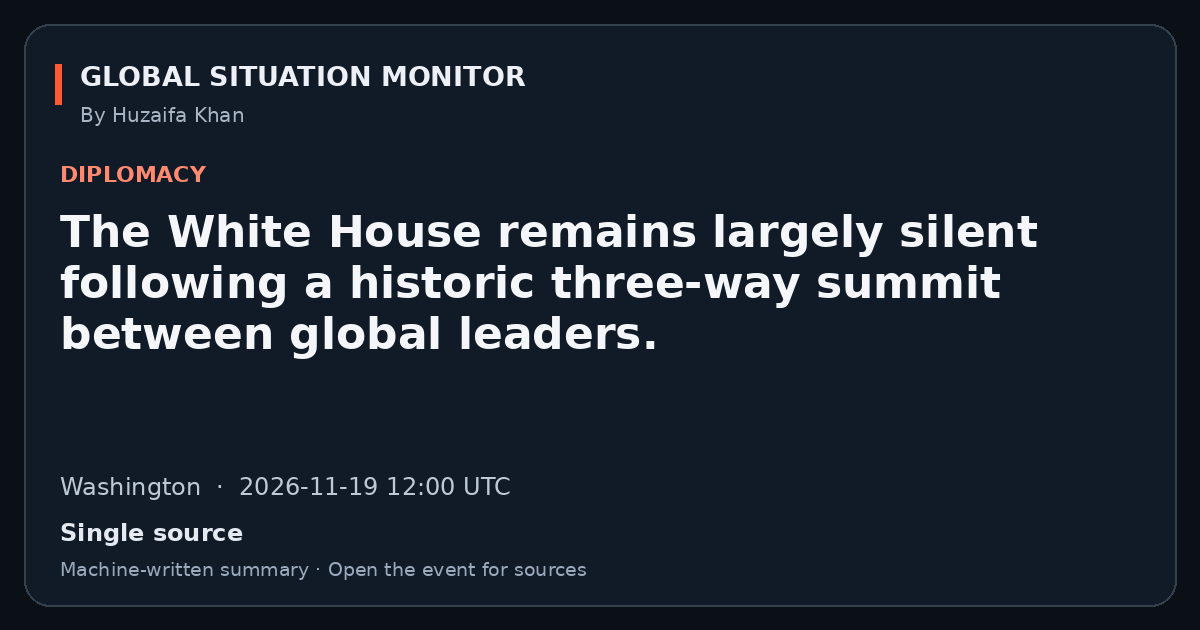 GLOBAL SITUATION MONITOR
By Huzaifa Khan
DIPLOMACY
The White House remains largely silent
following a historic three-way summit
between global leaders.
Washington · 2026-11-19 12:00 UTC
Single source
Machine-written summary · Open the event for sources